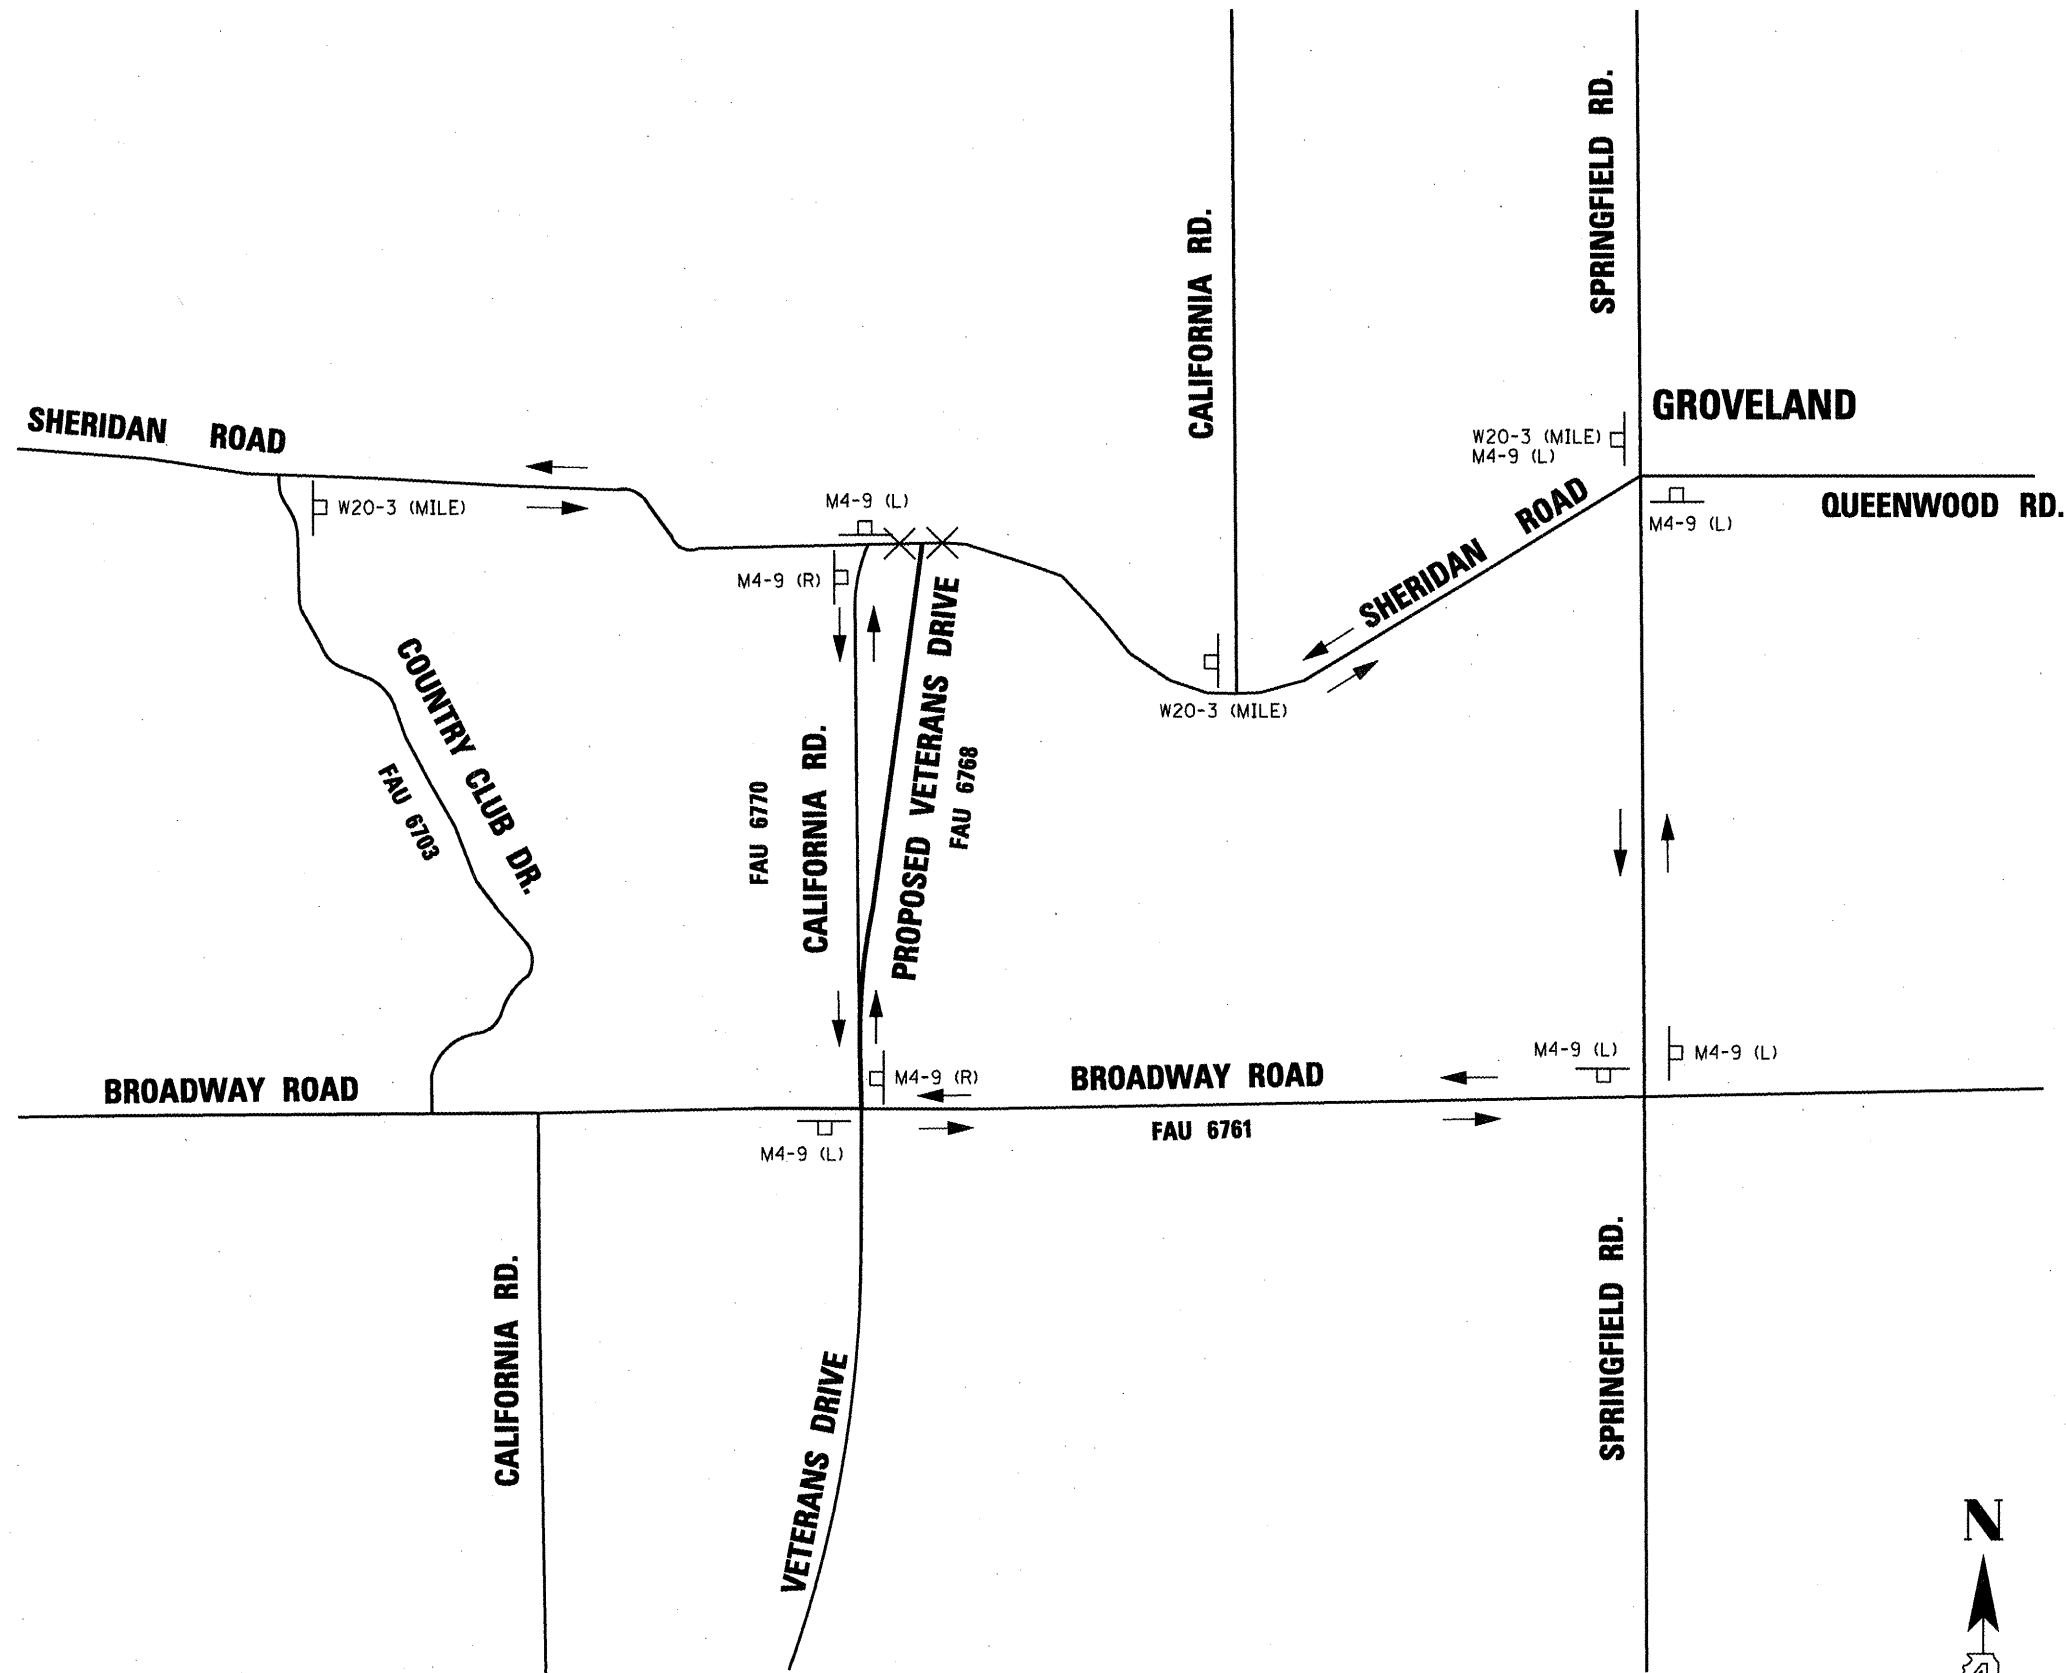 SPRINGFIELD RD.
CALIFORNIA RD.
GROVELAND
SHERIDAN ROAD
W20-3 (MILE)
M4-9 (L)
QUEENWOOD RD.
M4-9 (L)
SHERIDAN ROAD
W20-3 (MILE)
M4-9 (L)
M4-9 (R)
W20-3 (MILE)
COUNTRY CLUB DR.
FAU 6703
FAU 6770
CALIFORNIA RD.
PROPOSED VETERANS DRIVE
FAU 6768
M4-9 (L)
M4-9 (L)
BROADWAY ROAD
M4-9 (R)
BROADWAY ROAD
FAU 6761
M4-9 (L)
CALIFORNIA RD.
VETERANS DRIVE
SPRINGFIELD RD.
N